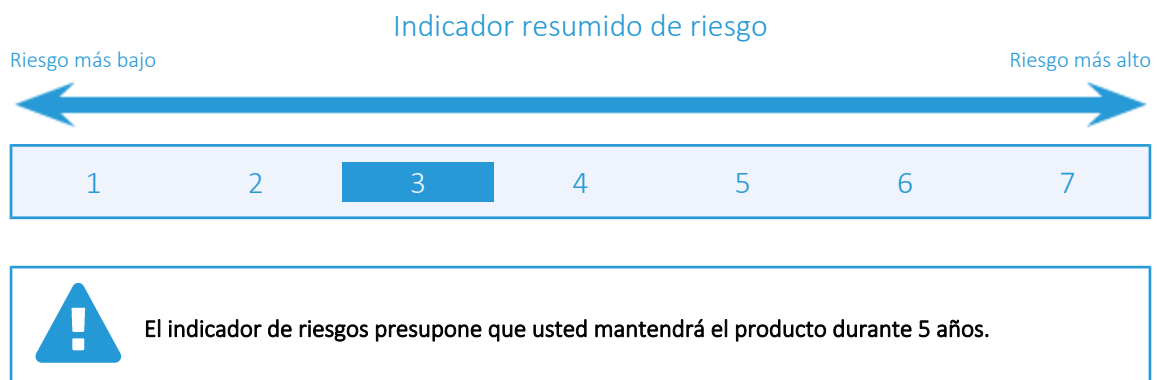 Indicador resumido de riesgo
Riesgo más bajo
Riesgo más alto
1 2 3 4 5 6 7
El indicador de riesgos presupone que usted mantendrá el producto durante 5 años.